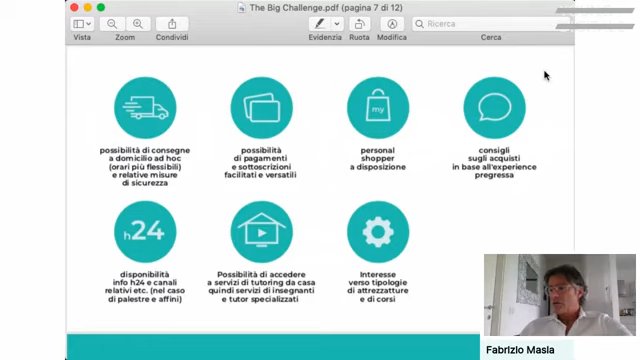 The Big Challenge.pdf (pagina 7 di 12)
Vista
Zoom
Condividi
Evidenzia
Ruota
Modifica
Ricerca
Cerca
possibilità di consegne
a domicilio ad hoc
(orari più flessibili)
e relative misure
di sicurezza
possibilità
di pagamenti
e sottoscrizioni
facilitati e versatili
my
personal
shopper
a disposizione
consigli
sugli acquisti
in base all'experience
pregressa
h24
disponibilità
info h24 e canali
relativi etc. (nel caso
di palestre e affini)
Possibilità di accedere
a servizi di tutoring da casa
quindi servizi di insegnanti
e tutor specializzati
Interesse
verso tipologie
di attrezzature
e di corsi
Fabrizio Masia